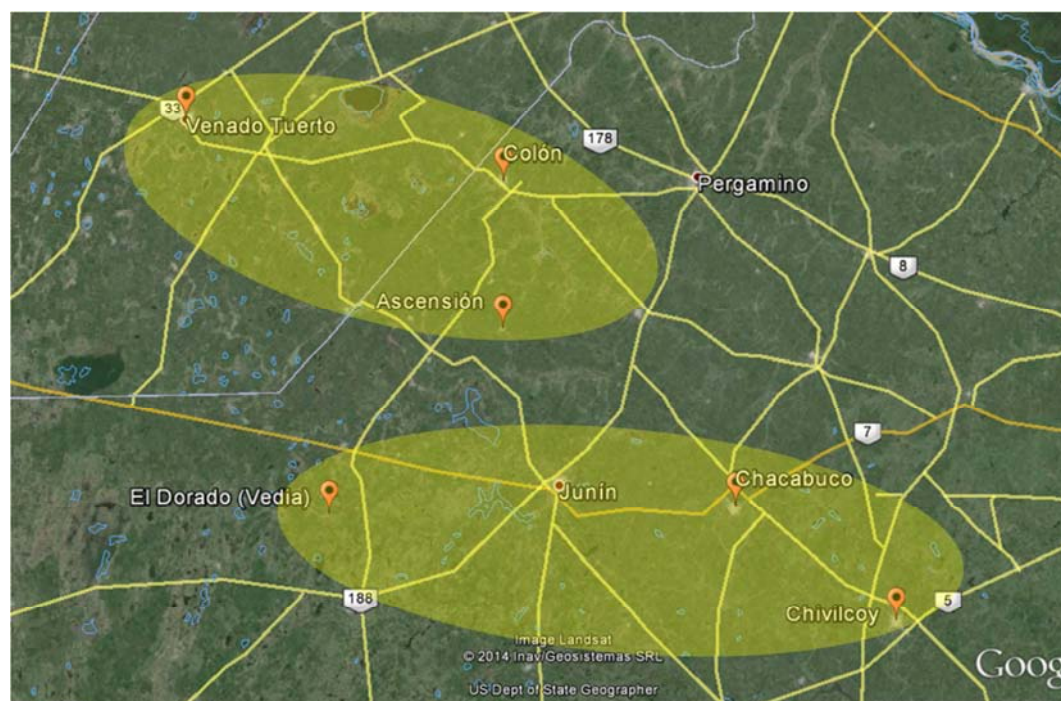 33
Venado Tuerto
178
Colón
Pergamino
8
Ascensión
7
Chacabuco
Junín
El Dorado (Vedia)
188
5
Chivilcoy
Image Landsat
© 2014 Inav/Geosistemas SRL
US Dept of State Geographer
Goog